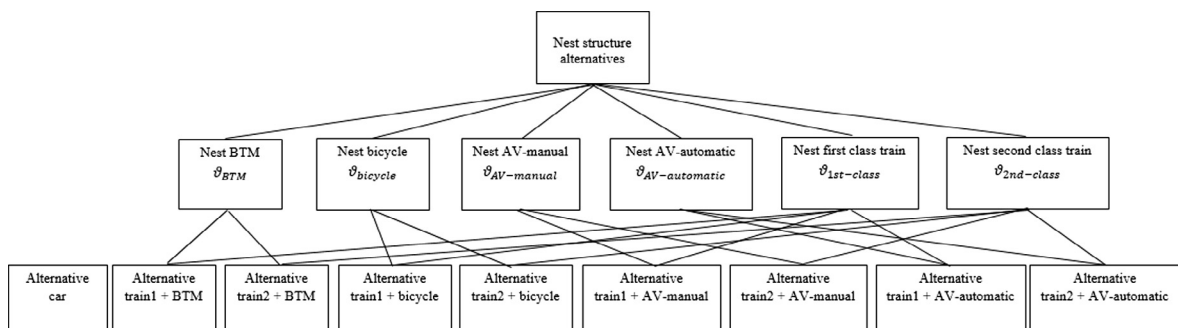 Nest structure
alternatives
Nest BTM
ϑ_BTM
Nest bicycle
ϑ_bicycle
Nest AV-manual
ϑ_AV−manual
Nest AV-automatic
ϑ_AV−automatic
Nest first class train
ϑ_1st−class
Nest second class train
ϑ_2nd−class
Alternative
car
Alternative
train1 + BTM
Alternative
train2 + BTM
Alternative
train1 + bicycle
Alternative
train2 + bicycle
Alternative
train1 + AV-manual
Alternative
train2 + AV-manual
Alternative
train1 + AV-automatic
Alternative
train2 + AV-automatic